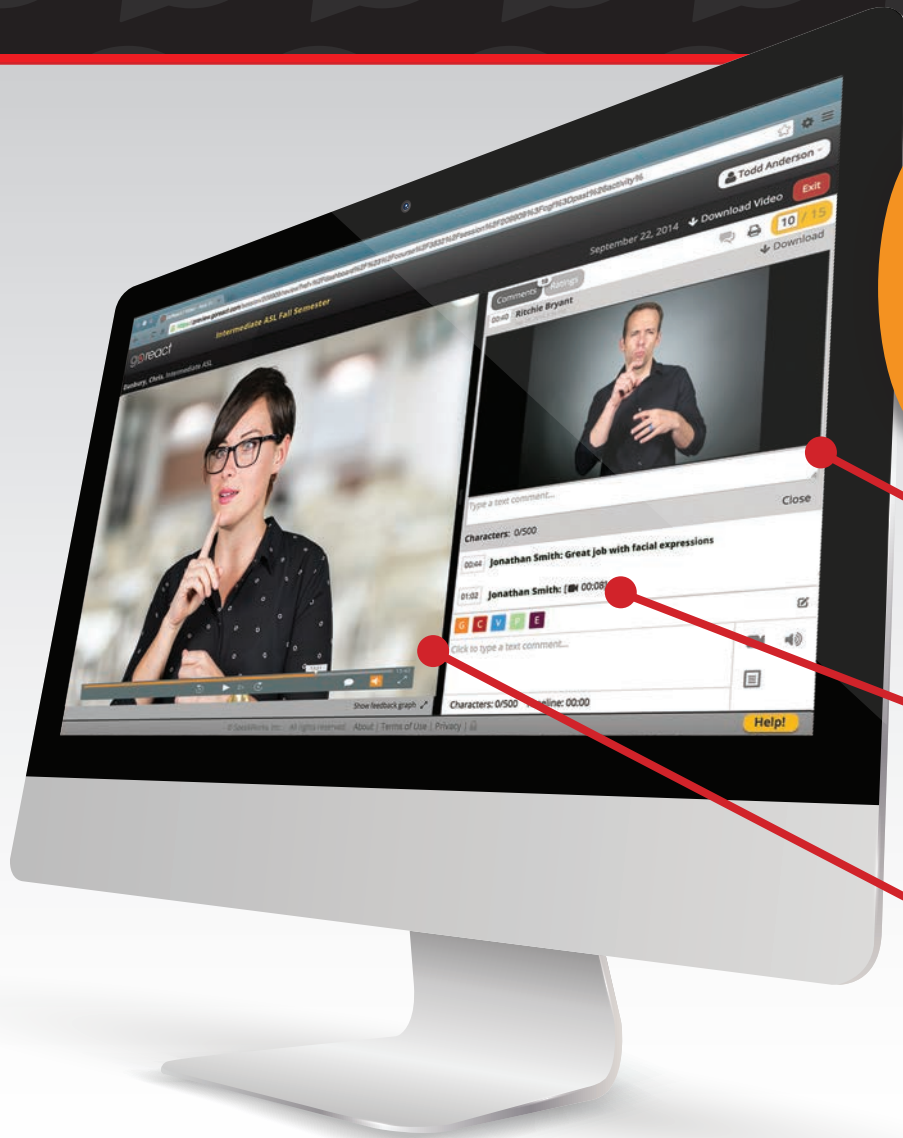 Todd Anderson
goreact
Intermediate ASL Fall Semester
September 22, 2014
Download Video
Exit
Danbury, Chris. Intermediate ASL
Comments
Ratings
10 / 15
Download
00:40 Ritchie Bryant
Type a text comment...
Close
Characters: 0/500
00:44 Jonathan Smith: Great job with facial expressions
01:02 Jonathan Smith: [ 00:08]
G C V F E
Click to type a text comment...
Characters: 0/500
00:00
Show feedback graph
All rights reserved About | Terms of Use | Privacy |
Help!